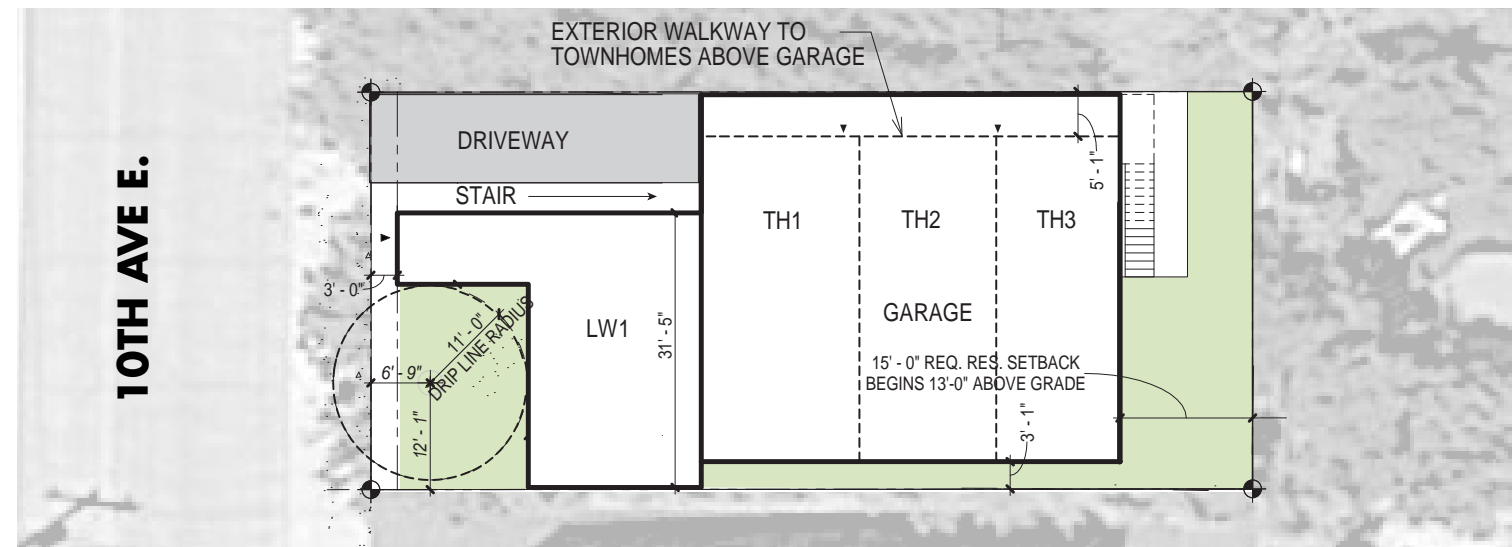 EXTERIOR WALKWAY TO
TOWNHOMES ABOVE GARAGE
10TH AVE E.
DRIVEWAY
STAIR
5' - 1"
TH1
TH2
TH3
3' - 0"
11' - 0"
DRIP LINE RADIUS
LW1
31' - 5"
GARAGE
6' - 9"
15' - 0" REQ. RES. SETBACK
BEGINS 13'-0" ABOVE GRADE
12' - 1"
3' - 1"